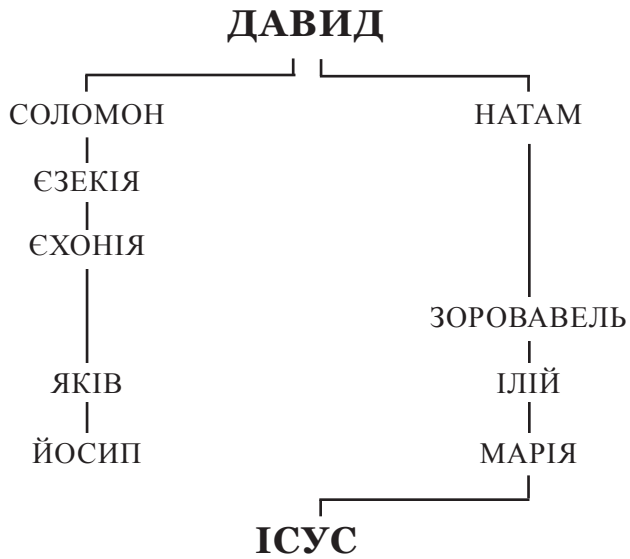 ДАВИД
СОЛОМОН НАТАМ
ЄЗЕКІЯ
ЄХОНІЯ
ЗОРОВАВЕЛЬ
ЯКІВ ІЛІЙ
ЙОСИП МАРІЯ
ІСУС